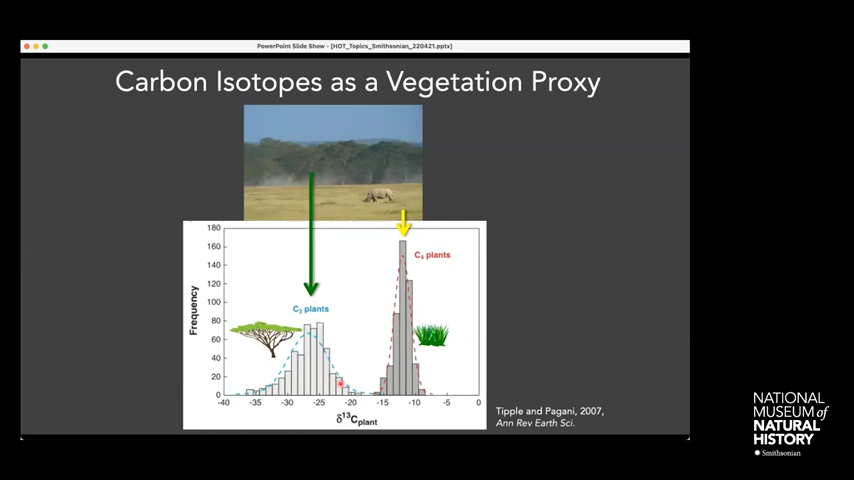 PowerPoint Slide Show - [HOT_Topics_Smithsonian_220421.pptx]
Carbon Isotopes as a Vegetation Proxy
180
160
140
120
100
80
60
40
20
0
Frequency
C₄ plants
C₃ plants
-40 -35 -30 -25 -20 -15 -10 -5 0
δ¹³Cplant
Tipple and Pagani, 2007,
Ann Rev Earth Sci.
NATIONAL
MUSEUM of
NATURAL
HISTORY
Smithsonian